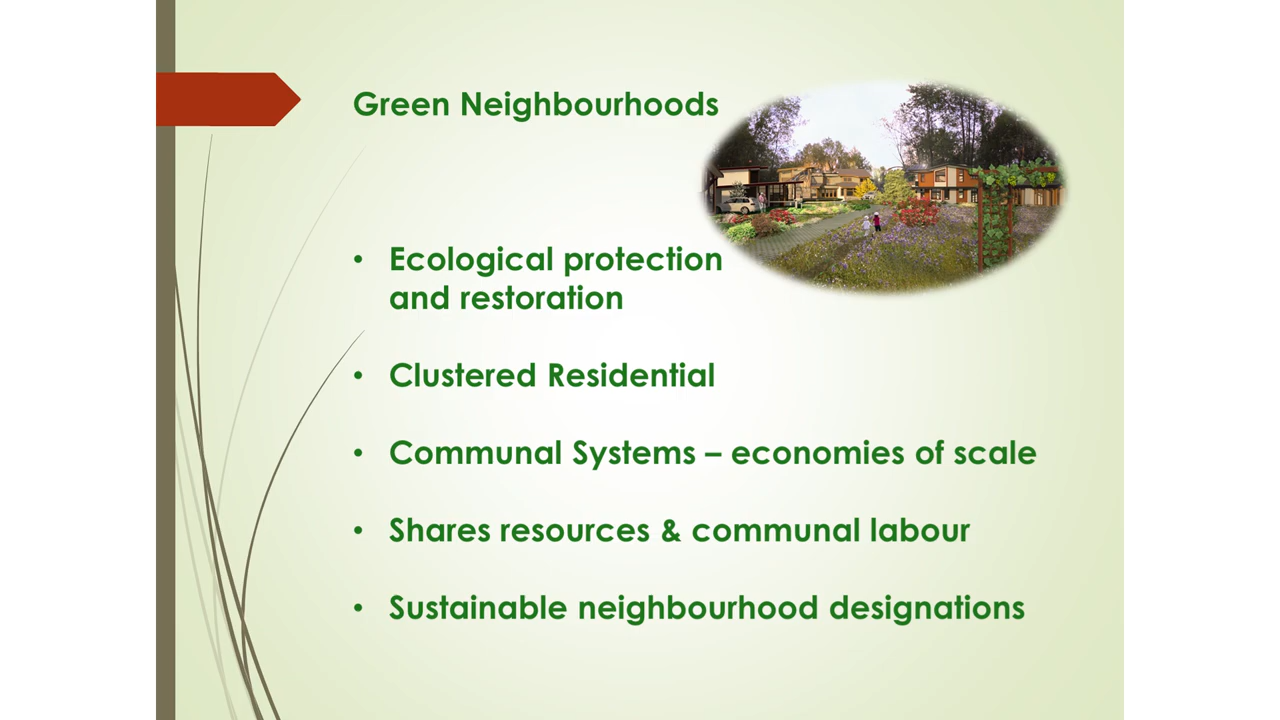 Green Neighbourhoods
• Ecological protection
and restoration
• Clustered Residential
• Communal Systems – economies of scale
• Shares resources & communal labour
• Sustainable neighbourhood designations